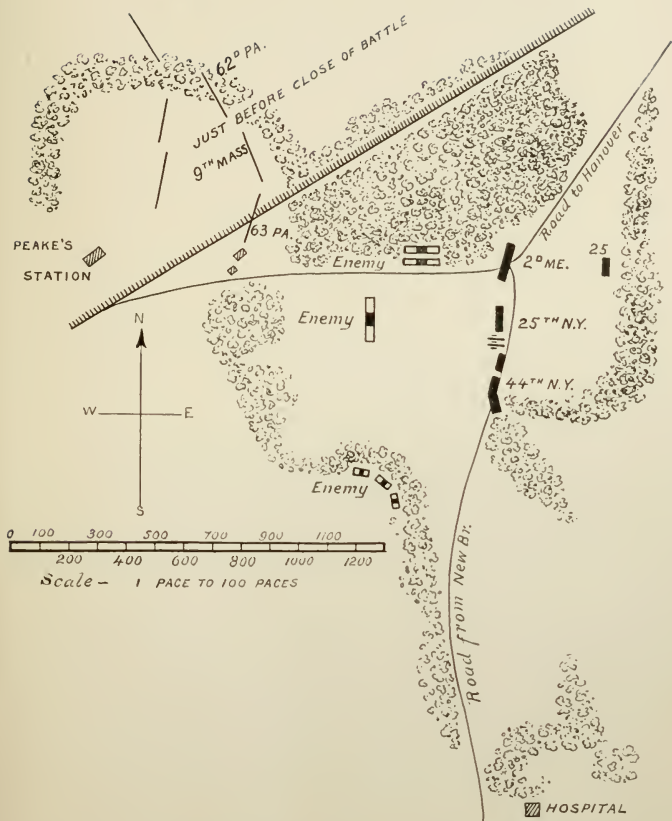 62D PA.
JUST BEFORE CLOSE OF BATTLE
9TH MASS
63 PA.
PEAKE'S
STATION
Road to Hanover
Enemy
2D ME.
25
Enemy
25TH N.Y.
N
W E
S
44TH N.Y.
Enemy
0 100 300 500 700 900 1100
200 400 600 800 1000 1200
Scale – 1 PACE TO 100 PACES
Road from New Br.
HOSPITAL